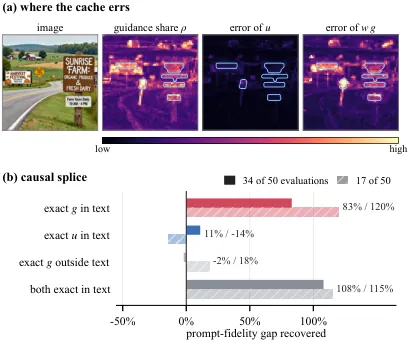 (a) where the cache errs
image
guidance share ρ
error of u
error of w g
SUNRISE
FARM:
ORGANIC
PRODUCE
& FRESH DAIRY
low
high
(b) causal splice
34 of 50 evaluations
17 of 50
exact g in text
83% / 120%
exact u in text
11% / -14%
exact g outside text
-2% / 18%
both exact in text
108% / 115%
-50%
0%
50%
100%
prompt-fidelity gap recovered